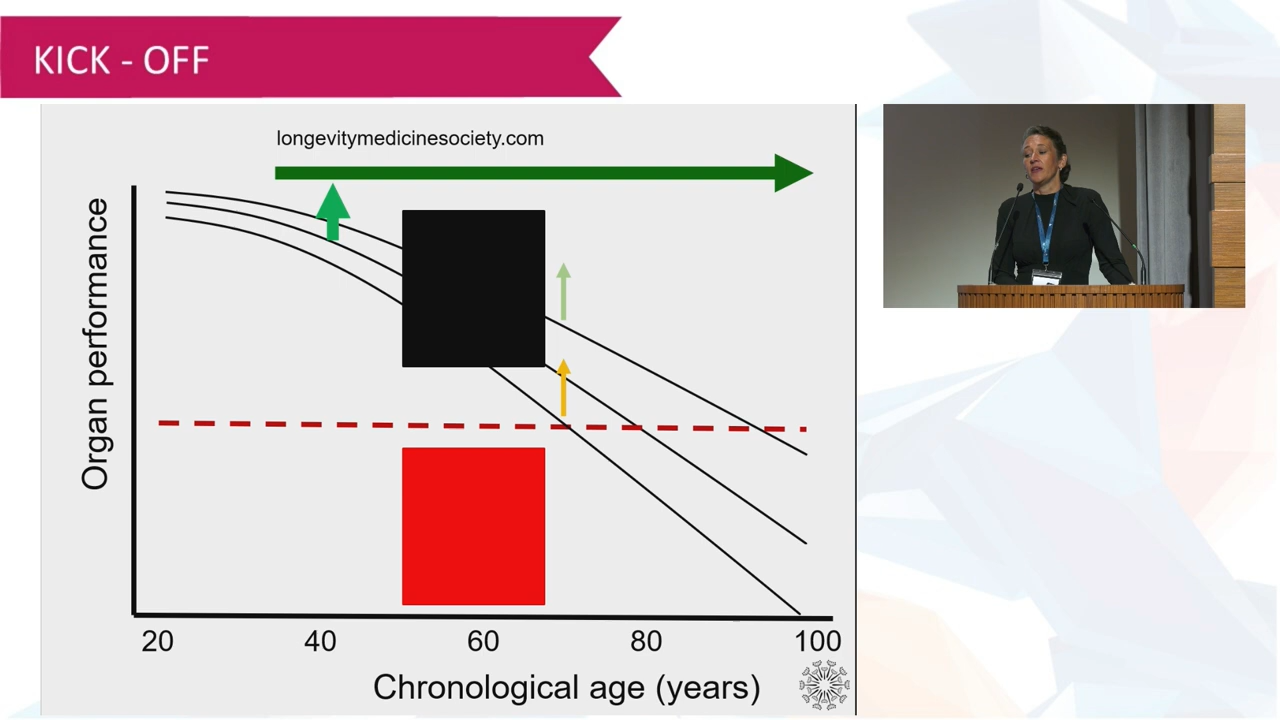 KICK - OFF
longevitymedicinesociety.com
Organ performance
20 40 60 80 100
Chronological age (years)